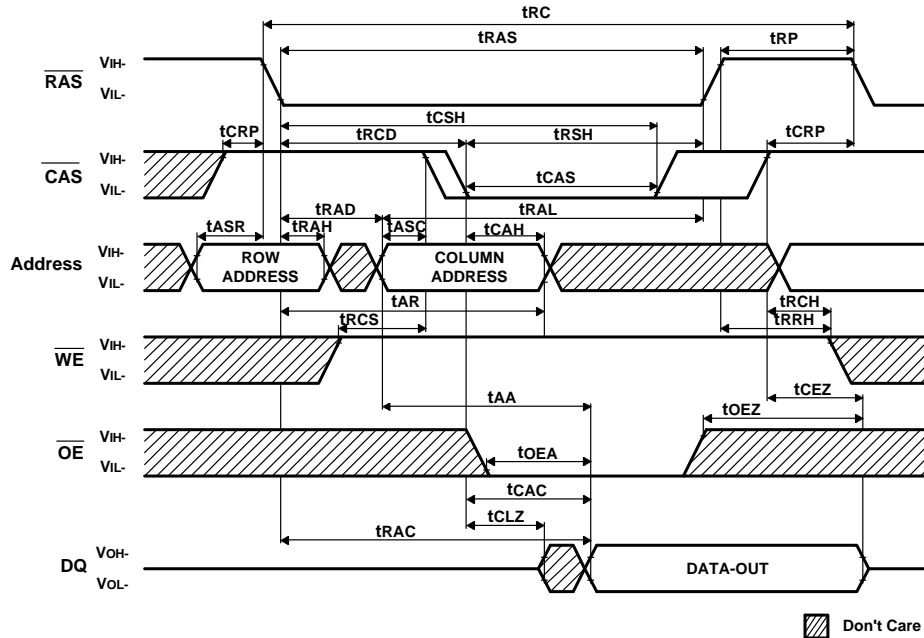 tRC
tRAS
tRP
RAS
VIH-
VIL-
tCSH
tCRP
tRCD
tRSH
tCRP
CAS
VIH-
VIL-
tCAS
tRAD
tRAL
tASR
tRAH
tASC
tCAH
Address
VIH-
VIL-
ROW
ADDRESS
COLUMN
ADDRESS
tAR
tRCH
tRCS
tRRH
WE
VIH-
VIL-
tCEZ
tAA
tOEZ
OE
VIH-
VIL-
tOEA
tCAC
tCLZ
tRAC
DQ
VOH-
VOL-
DATA-OUT
Don't Care